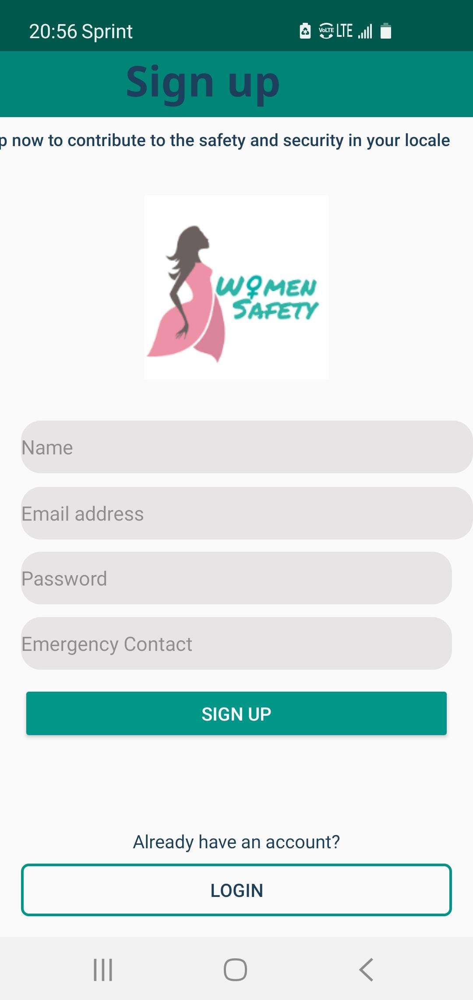 20:56 Sprint VoLTE LTE
Sign up
p now to contribute to the safety and security in your locale
WOMEN
SAFETY
Name
Email address
Password
Emergency Contact
SIGN UP
Already have an account?
LOGIN